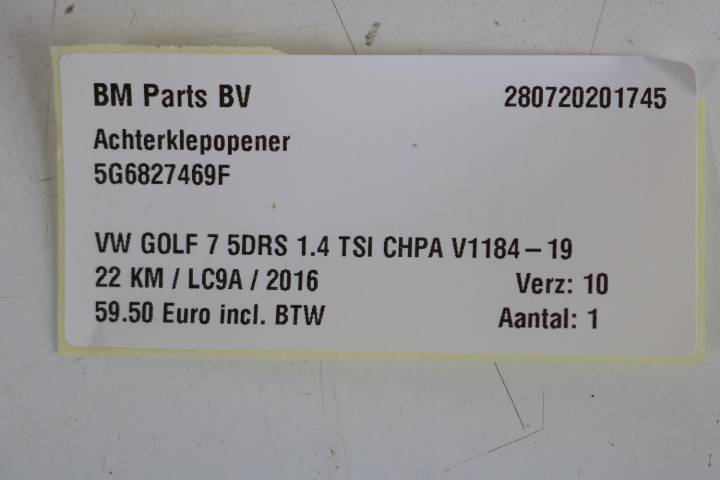 BM Parts BV 280720201745
Achterklepopener
5G6827469F
VW GOLF 7 5DRS 1.4 TSI CHPA V1184-19
22 KM / LC9A / 2016 Verz: 10
59.50 Euro incl. BTW Aantal: 1